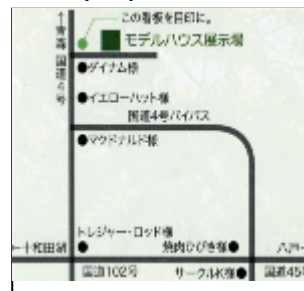 この看板を目印に。
モデルハウス展示場
↑青森 国道4号
●ダイナム様
●イエローハット様
国道4号バイパス
●マクドナルド様
トレジャー・ロッド様
←十和田湖
焼肉ひびき様●
八戸→
国道102号
サークルK様●
国道45号